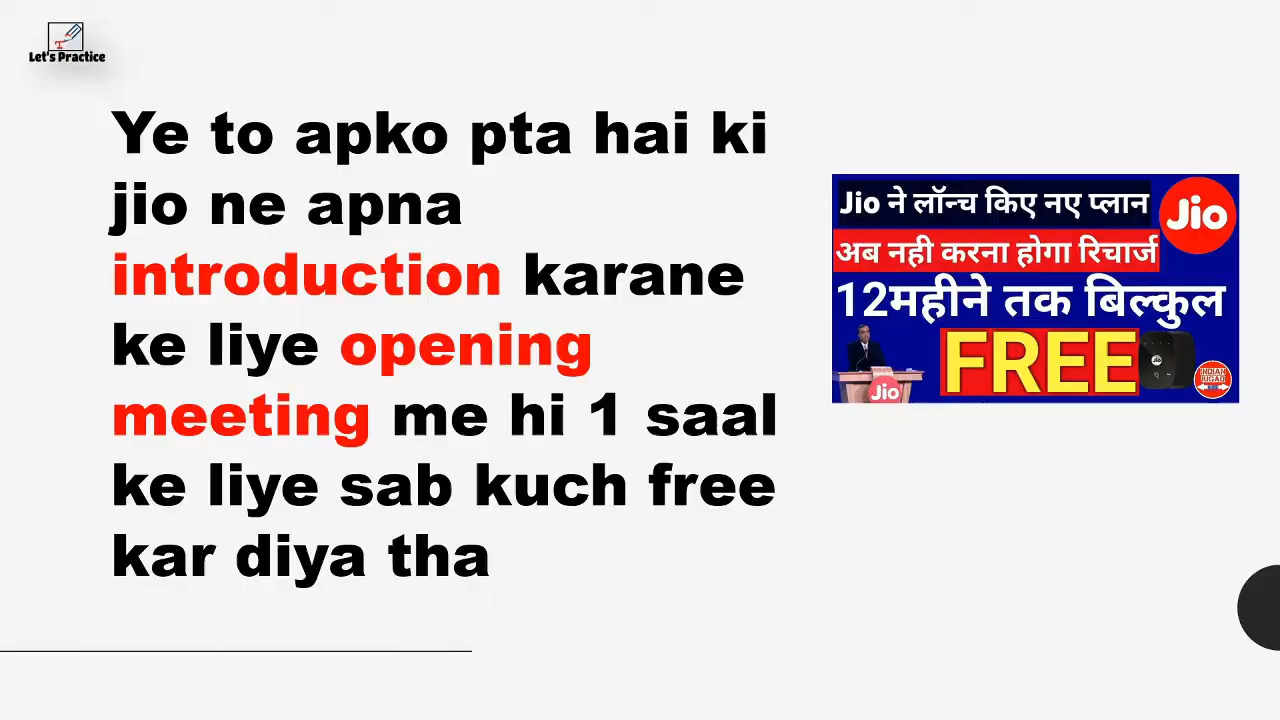 Let's Practice
Ye to apko pta hai ki
jio ne apna
introduction karane
ke liye opening
meeting me hi 1 saal
ke liye sab kuch free
kar diya tha
Jio ने लॉन्च किए नए प्लान
Jio
अब नही करना होगा रिचार्ज
12महीने तक बिल्कुल
FREE
Jio
INDIAN
JUGAD